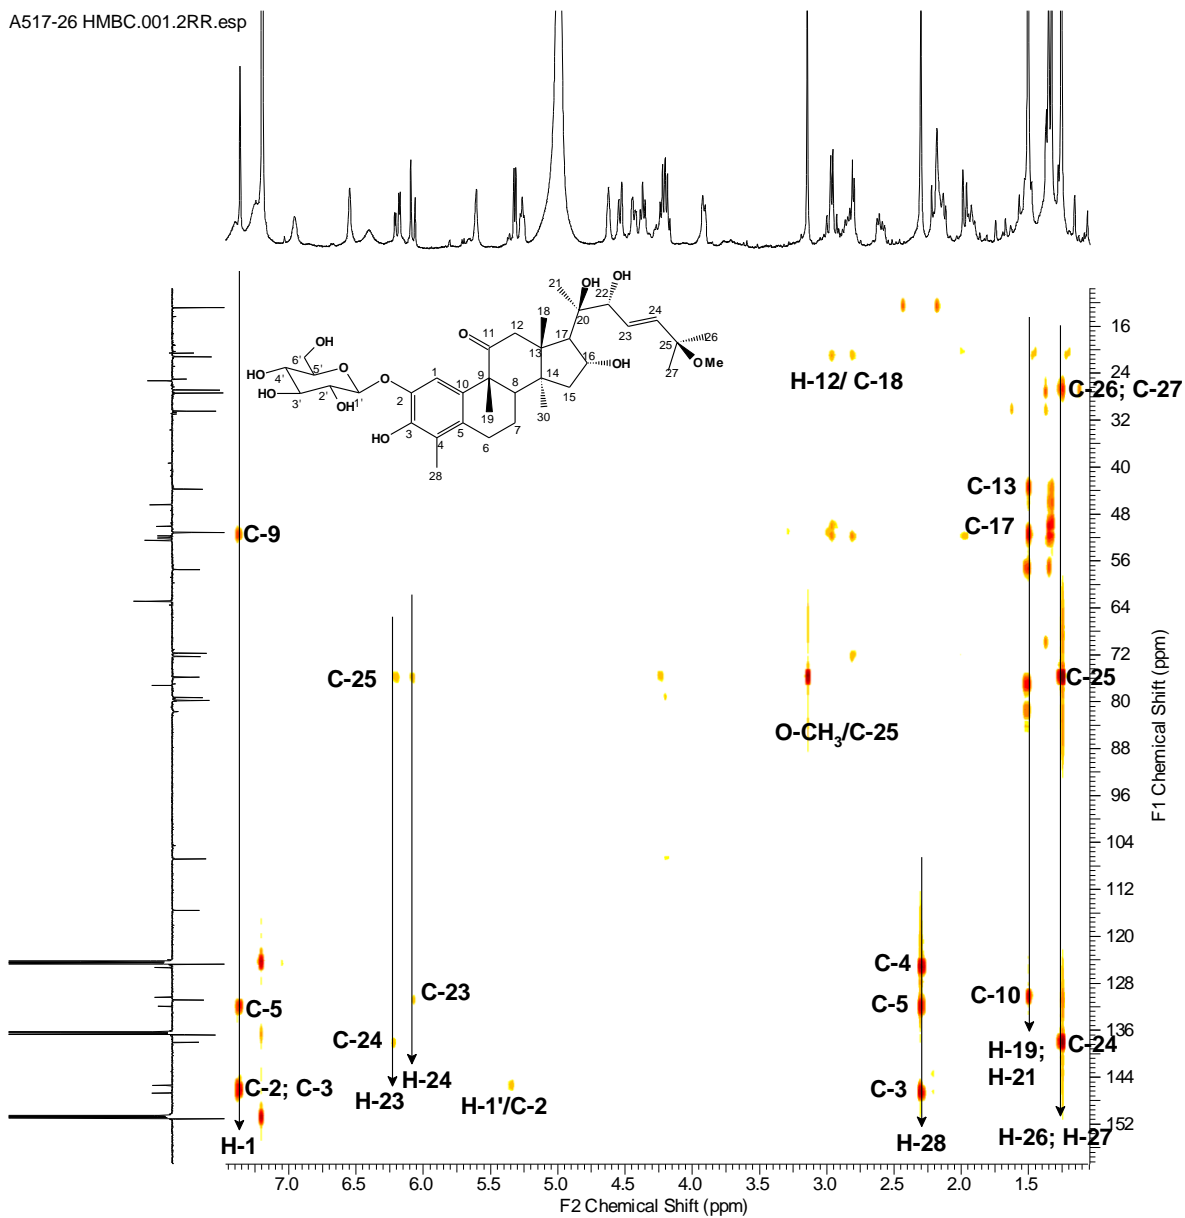 A517-26 HMBC.001.2RR.esp
21
OH
OH
22
20
24
23
26
25
OMe
27
18
12
11
O
17
13
16
OH
14
15
30
OH
6'
5'
O
4'
HO
3'
HO
2'
OH
1'
O
1
2
10
9
8
19
3
HO
4
5
6
7
28
H-12/ C-18
C-26; C-27
C-13
C-17
C-9
C-25
C-25
O-CH3/C-25
C-4
C-23
C-5
C-5
C-10
C-24
C-24
H-19;
H-21
H-24
H-23
C-2; C-3
H-1'/C-2
C-3
H-1
H-28
H-26; H-27
16
24
32
40
48
56
64
72
80
88
96
104
112
120
128
136
144
152
F1 Chemical Shift (ppm)
7.0 6.5 6.0 5.5 5.0 4.5 4.0 3.5 3.0 2.5 2.0 1.5
F2 Chemical Shift (ppm)